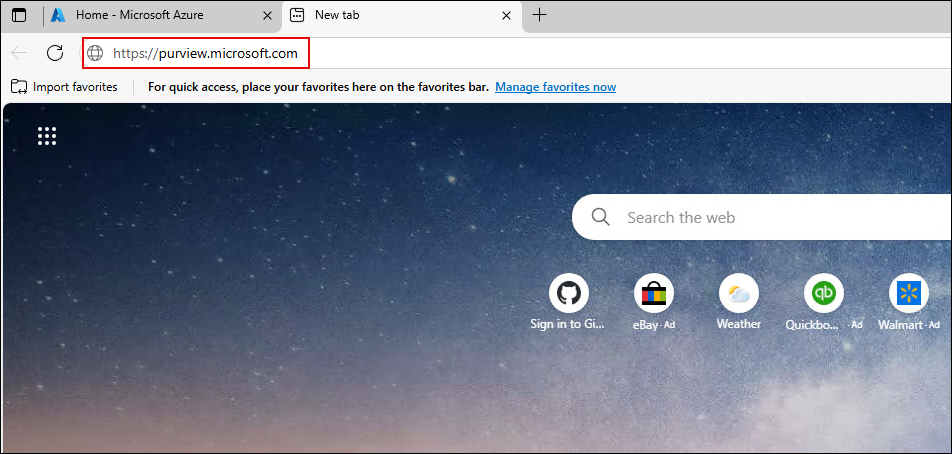 Home - Microsoft Azure
New tab
https://purview.microsoft.com
Import favorites
For quick access, place your favorites here on the favorites bar. Manage favorites now
Search the web
Sign in to Gi...
eBay · Ad
Weather
Quickbo... · Ad
Walmart · Ad
qb